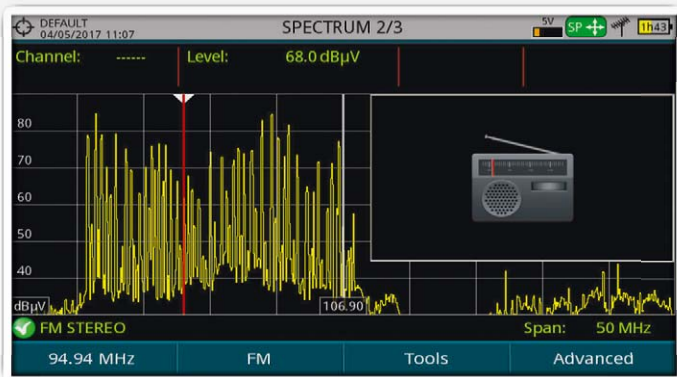 DEFAULT
04/05/2017 11:07
SPECTRUM 2/3
5V
SP
1h43
Channel: ------
Level: 68.0 dBµV
80
70
60
50
40
dBµV
106.90
FM STEREO
Span: 50 MHz
94.94 MHz
FM
Tools
Advanced